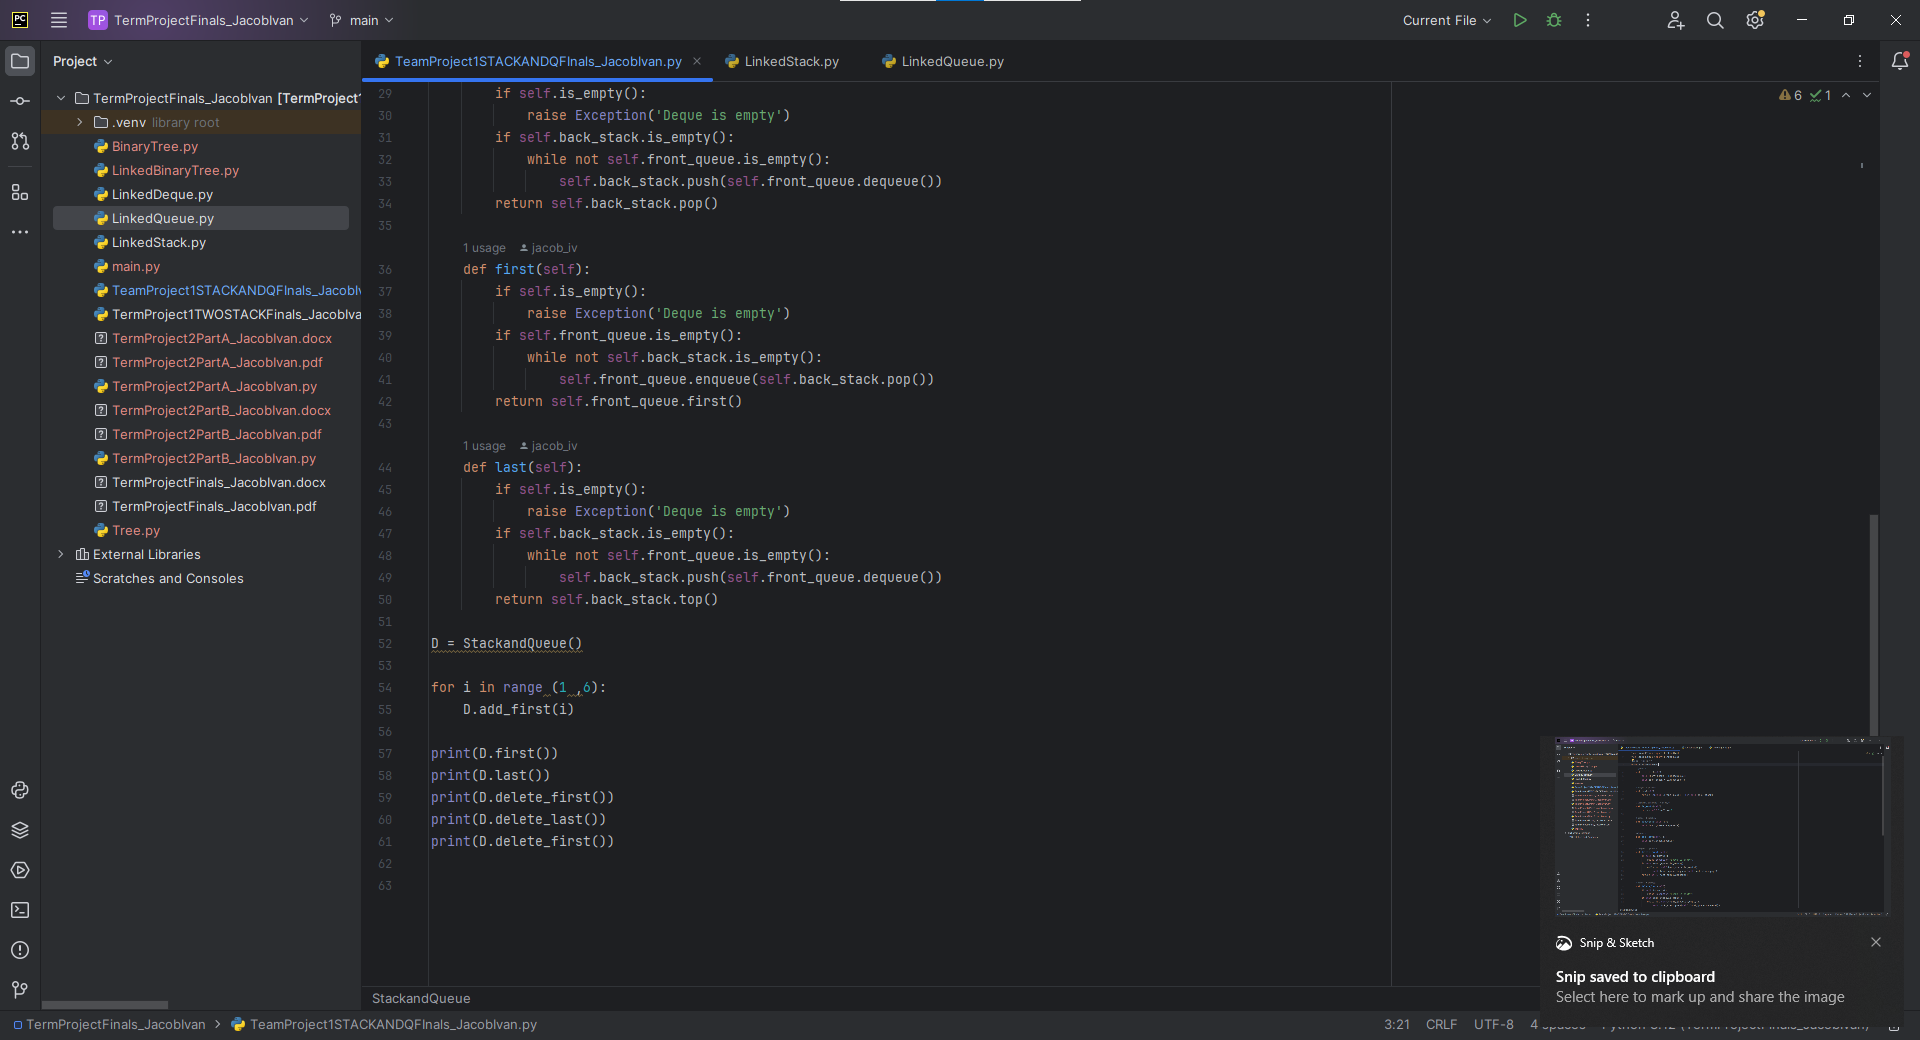 PC
TP TermProjectFinals_JacobIvan
main
Current File
Project
TermProjectFinals_JacobIvan [TermProject
.venv library root
BinaryTree.py
LinkedBinaryTree.py
LinkedDeque.py
LinkedQueue.py
LinkedStack.py
main.py
TeamProject1STACKANDQFInals_JacobIv
TermProject1TWOSTACKFinals_JacobIva
TermProject2PartA_JacobIvan.docx
TermProject2PartA_JacobIvan.pdf
TermProject2PartA_JacobIvan.py
TermProject2PartB_JacobIvan.docx
TermProject2PartB_JacobIvan.pdf
TermProject2PartB_JacobIvan.py
TermProjectFinals_JacobIvan.docx
TermProjectFinals_JacobIvan.pdf
Tree.py
External Libraries
Scratches and Consoles
TeamProject1STACKANDQFInals_JacobIvan.py
LinkedStack.py
LinkedQueue.py
6 1
29 if self.is_empty():
30 raise Exception('Deque is empty')
31 if self.back_stack.is_empty():
32 while not self.front_queue.is_empty():
33 self.back_stack.push(self.front_queue.dequeue())
34 return self.back_stack.pop()
35
1 usage jacob_iv
36 def first(self):
37 if self.is_empty():
38 raise Exception('Deque is empty')
39 if self.front_queue.is_empty():
40 while not self.back_stack.is_empty():
41 self.front_queue.enqueue(self.back_stack.pop())
42 return self.front_queue.first()
43
1 usage jacob_iv
44 def last(self):
45 if self.is_empty():
46 raise Exception('Deque is empty')
47 if self.back_stack.is_empty():
48 while not self.front_queue.is_empty():
49 self.back_stack.push(self.front_queue.dequeue())
50 return self.back_stack.top()
51
52 D = StackandQueue()
53
54 for i in range (1 ,6):
55 D.add_first(i)
56
57 print(D.first())
58 print(D.last())
59 print(D.delete_first())
60 print(D.delete_last())
61 print(D.delete_first())
62
63
StackandQueue
Snip & Sketch
Snip saved to clipboard
Select here to mark up and share the image
TermProjectFinals_JacobIvan
TeamProject1STACKANDQFInals_JacobIvan.py
3:21 CRLF UTF-8 4 spaces